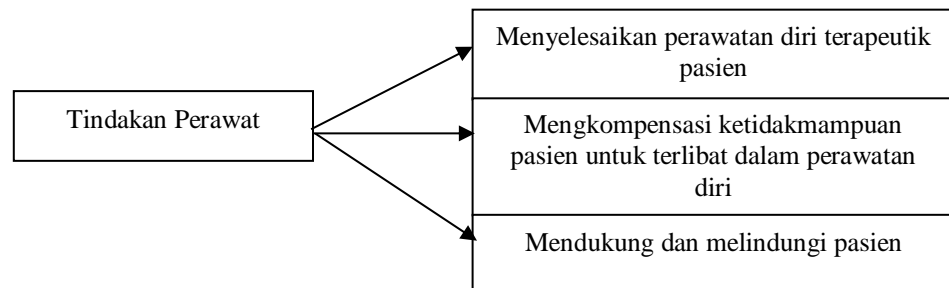 Tindakan Perawat
Menyelesaikan perawatan diri terapeutik
pasien
Mengkompensasi ketidakmampuan
pasien untuk terlibat dalam perawatan
diri
Mendukung dan melindungi pasien